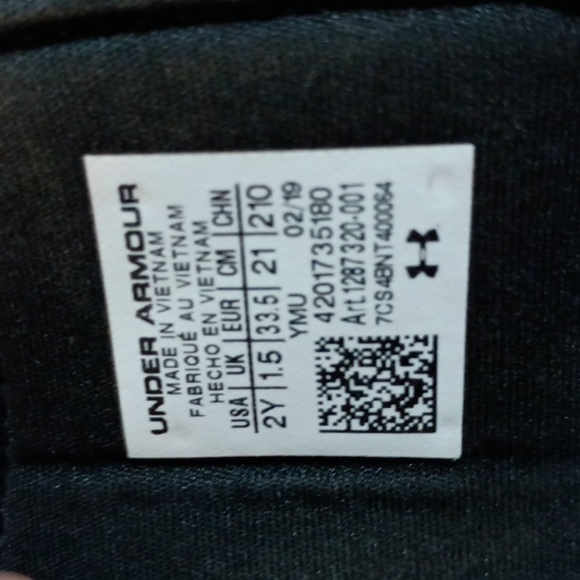 UNDER ARMOUR
MADE IN VIETNAM
FABRIQUÉ AU VIETNAM
HECHO EN VIETNAM
USA | UK | EUR | CM | CHN
2Y | 1.5 | 33.5 | 21 | 210
YMU 02/19
4201735180
Art.1287320-001
7CS4BNT400064